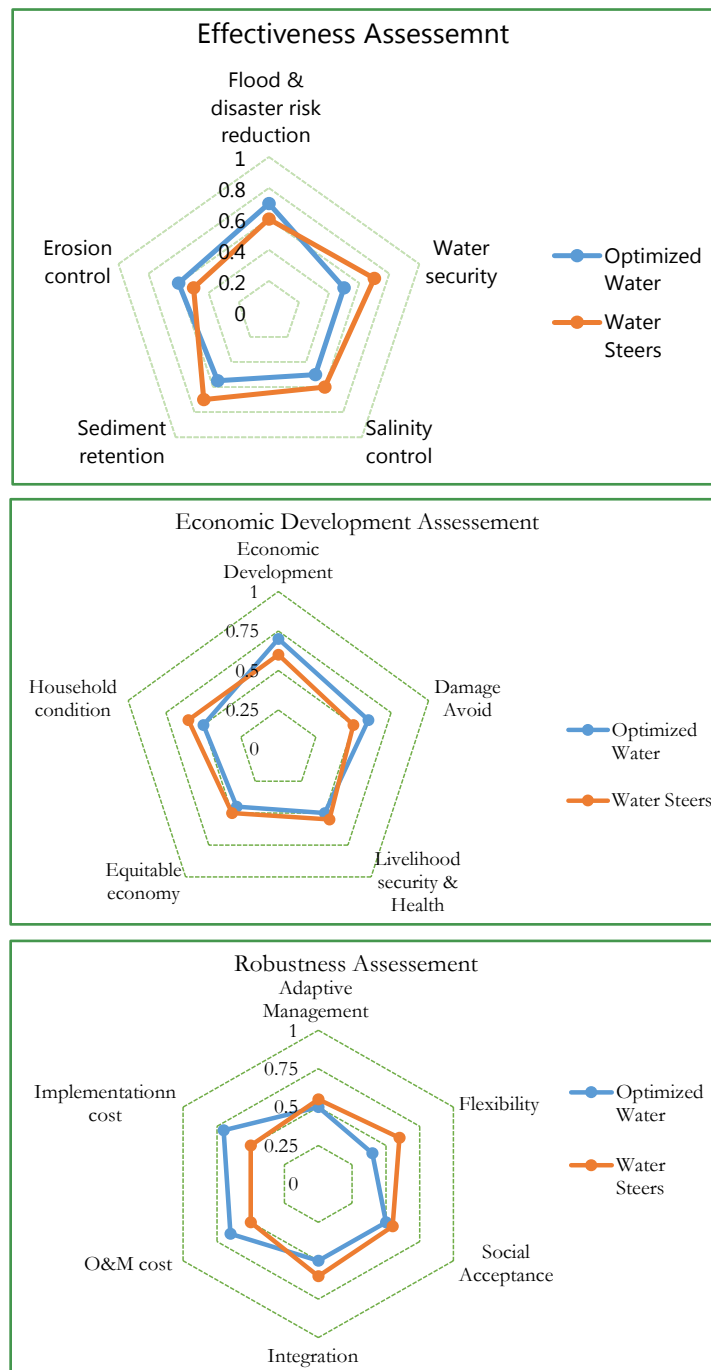 Effectiveness Assessemnt
Flood &
disaster risk
reduction
1
0.8
0.6
0.4
0.2
0
Erosion
control
Water
security
Sediment
retention
Salinity
control
Optimized
Water
Water
Steers
Economic Development Assessement
Economic
Development
1
0.75
0.5
0.25
0
Household
condition
Damage
Avoid
Equitable
economy
Livelihood
security &
Health
Optimized
Water
Water Steers
Robustness Assessement
Adaptive
Management
1
0.75
0.5
0.25
0
Implementationn
cost
Flexibility
O&M cost
Social
Acceptance
Integration
Optimized
Water
Water
Steers